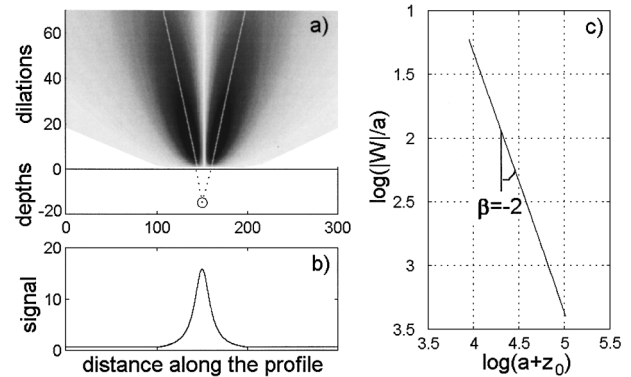 a)
60
40
20
0
dilations
0
-20
depths
0
100
200
300
b)
20
10
0
signal
distance along the profile
c)
1
1.5
2
2.5
3
3.5
log(|W|/a)
β=-2
3.5
4
4.5
5
5.5
log(a+z₀)